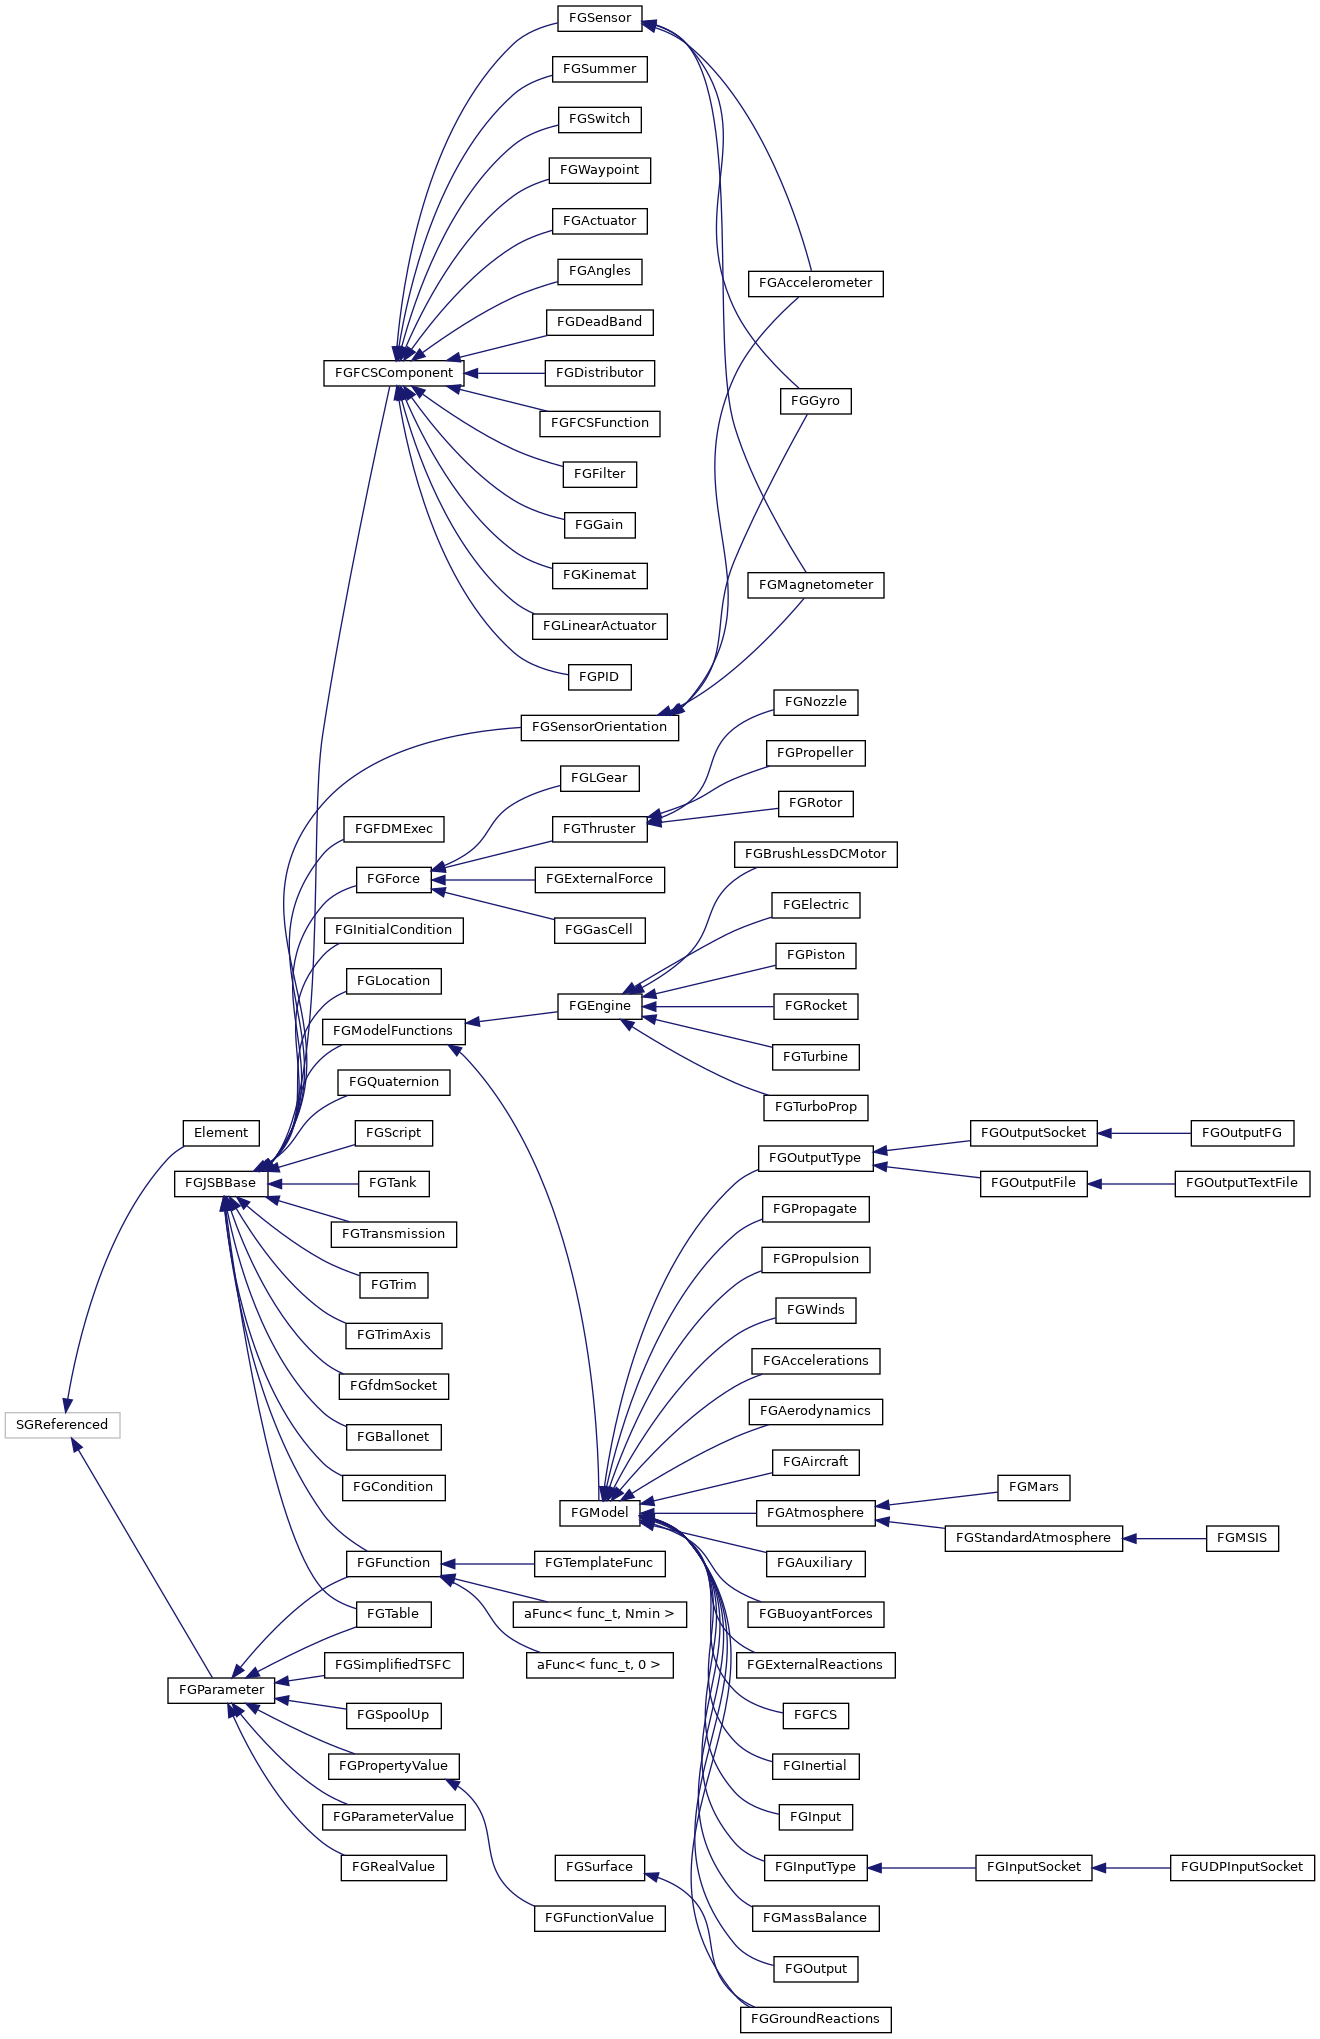 FGSensor
FGSummer
FGSwitch
FGWaypoint
FGActuator
FGAngles
FGAccelerometer
FGDeadBand
FGFCSComponent
FGDistributor
FGGyro
FGFCSFunction
FGFilter
FGGain
FGKinemat
FGMagnetometer
FGLinearActuator
FGPID
FGNozzle
FGSensorOrientation
FGPropeller
FGLGear
FGRotor
FGFDMExec
FGThruster
FGBrushLessDCMotor
FGForce
FGExternalForce
FGElectric
FGInitialCondition
FGGasCell
FGPiston
FGLocation
FGEngine
FGRocket
FGModelFunctions
FGTurbine
FGQuaternion
FGTurboProp
Element
FGScript
FGOutputSocket
FGOutputFG
FGOutputType
FGJSBBase
FGTank
FGOutputFile
FGOutputTextFile
FGPropagate
FGTransmission
FGPropulsion
FGTrim
FGWinds
FGTrimAxis
FGAccelerations
FGfdmSocket
FGAerodynamics
SGReferenced
FGBallonet
FGAircraft
FGCondition
FGMars
FGModel
FGAtmosphere
FGStandardAtmosphere
FGMSIS
FGFunction
FGTemplateFunc
FGAuxiliary
FGTable
aFunc< func_t, Nmin >
FGBuoyantForces
FGSimplifiedTSFC
aFunc< func_t, 0 >
FGExternalReactions
FGParameter
FGSpoolUp
FGFCS
FGPropertyValue
FGInertial
FGParameterValue
FGInput
FGRealValue
FGSurface
FGInputType
FGInputSocket
FGUDPInputSocket
FGFunctionValue
FGMassBalance
FGOutput
FGGroundReactions